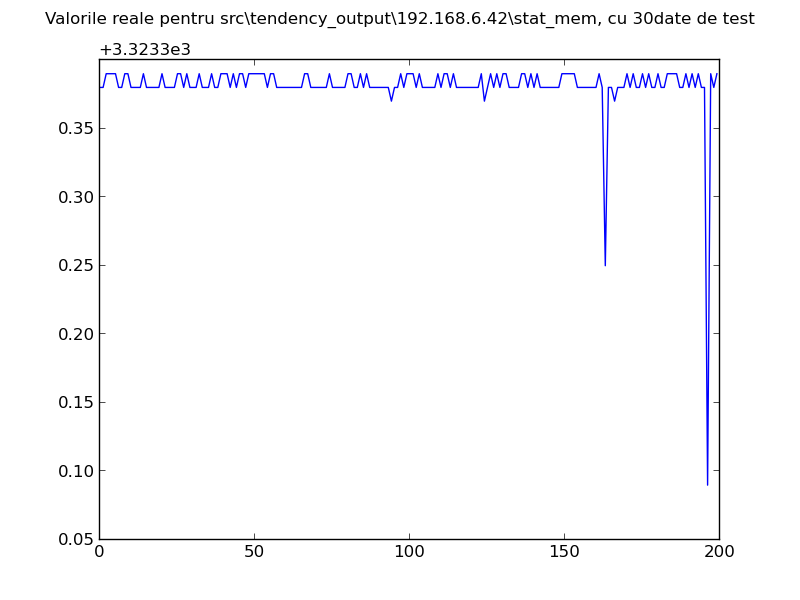 Valorile reale pentru src\tendency_output\192.168.6.42\stat_mem, cu 30date de test
+3.3233e3
0.35
0.30
0.25
0.20
0.15
0.10
0.05
0 50 100 150 200